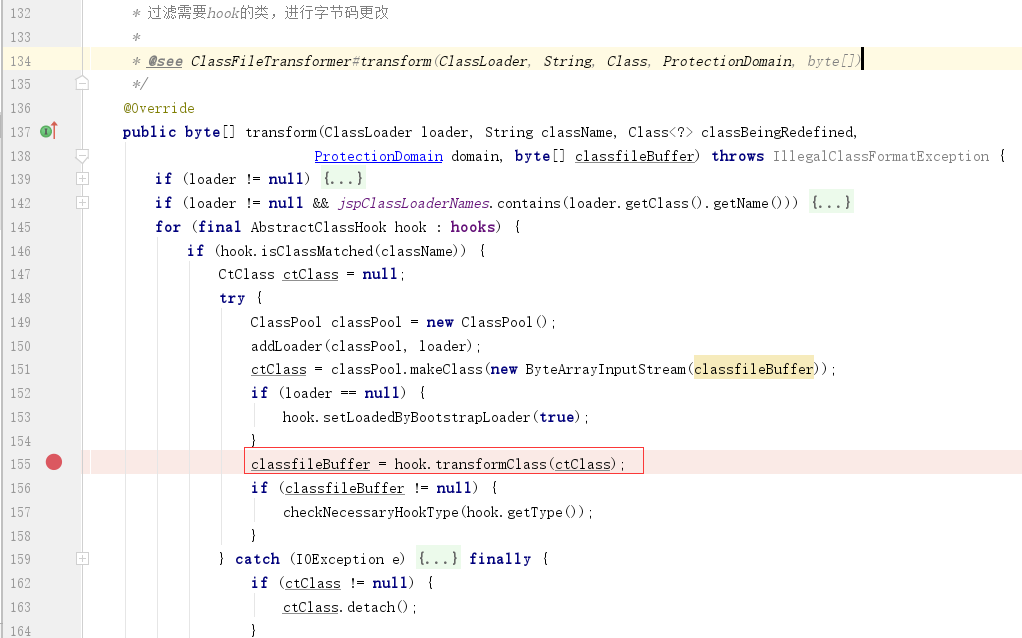 132 * 过滤需要hook的类，进行字节码更改
133 *
134 * @see ClassFileTransformer#transform(ClassLoader, String, Class, ProtectionDomain, byte[])
135 */
136 @Override
137 public byte[] transform(ClassLoader loader, String className, Class<?> classBeingRedefined,
138 ProtectionDomain domain, byte[] classfileBuffer) throws IllegalClassFormatException {
139 if (loader != null) {...}
142 if (loader != null && jspClassLoaderNames.contains(loader.getClass().getName())) {...}
145 for (final AbstractClassHook hook : hooks) {
146 if (hook.isClassMatched(className)) {
147 CtClass ctClass = null;
148 try {
149 ClassPool classPool = new ClassPool();
150 addLoader(classPool, loader);
151 ctClass = classPool.makeClass(new ByteArrayInputStream(classfileBuffer));
152 if (loader == null) {
153 hook.setLoadedByBootstrapLoader(true);
154 }
155 classfileBuffer = hook.transformClass(ctClass);
156 if (classfileBuffer != null) {
157 checkNecessaryHookType(hook.getType());
158 }
159 } catch (IOException e) {...} finally {
162 if (ctClass != null) {
163 ctClass.detach();
164 }